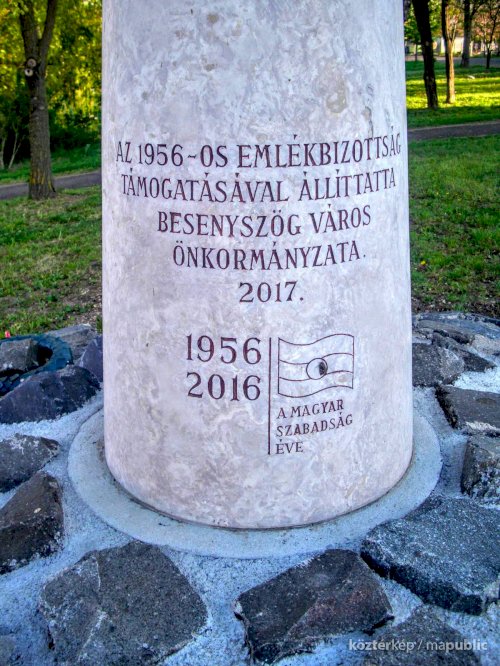 AZ 1956-OS EMLÉKBIZOTTSÁG
TÁMOGATÁSÁVAL ÁLLÍTTATTA
BESENYSZÖG VÁROS
ÖNKORMÁNYZATA.
2017.
1956
2016
A MAGYAR
SZABADSÁG
ÉVE
köztérkép / mapublic